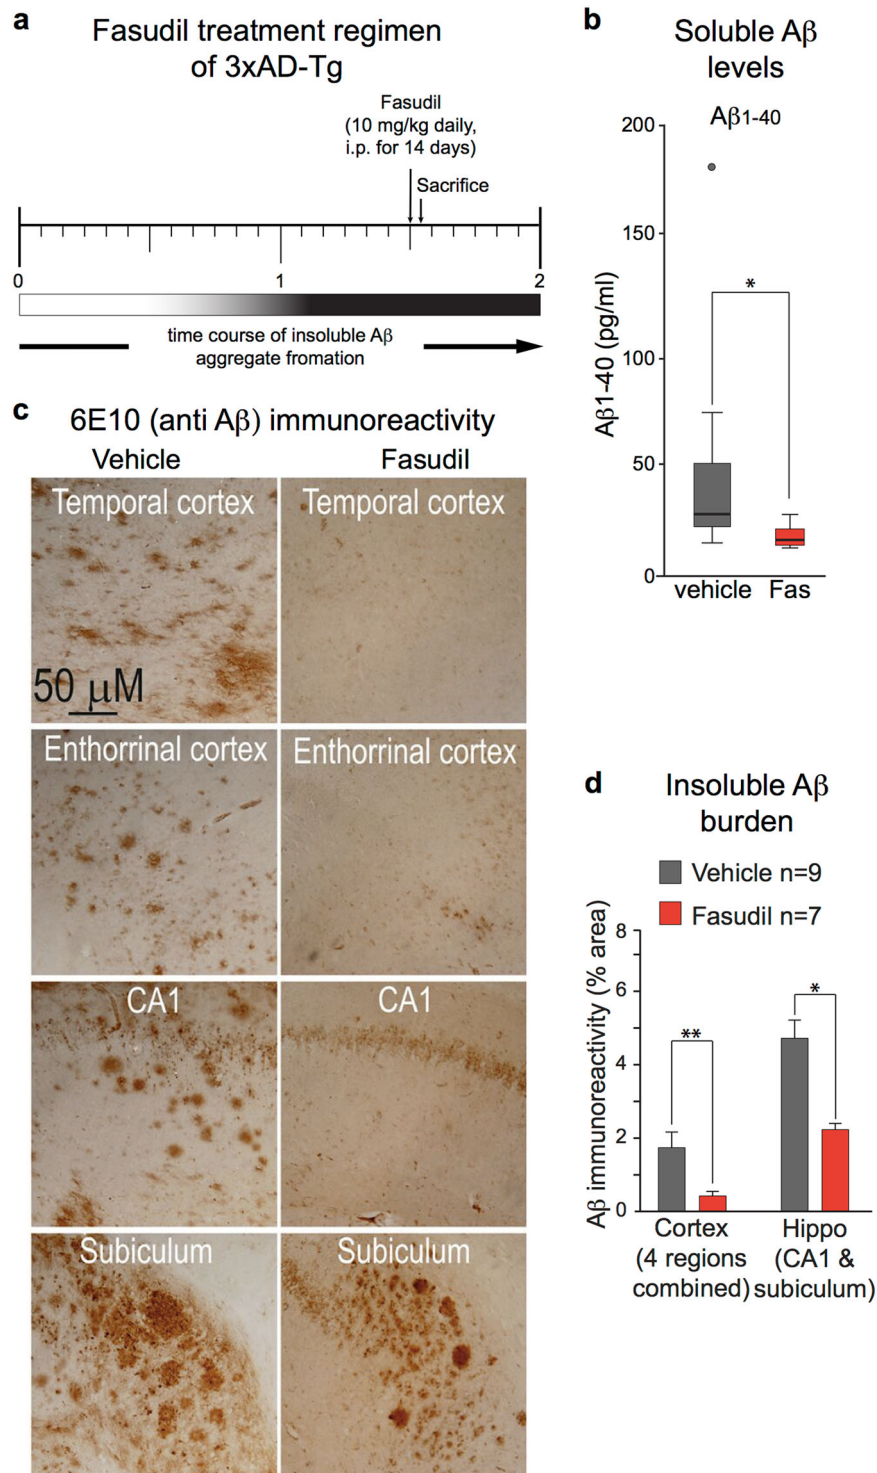 a
Fasudil treatment regimen
of 3xAD-Tg
Fasudil
(10 mg/kg daily,
i.p. for 14 days)
Sacrifice
0 1 2
time course of insoluble Aβ
aggregate fromation
b
Soluble Aβ
levels
Aβ1-40
Aβ1-40 (pg/ml)
200
150
100
50
0
*
vehicle Fas
c
6E10 (anti Aβ) immunoreactivity
Vehicle Fasudil
Temporal cortex Temporal cortex
50 μM
Enthorrinal cortex Enthorrinal cortex
CA1 CA1
Subiculum Subiculum
d
Insoluble Aβ
burden
Vehicle n=9
Fasudil n=7
Aβ immunoreactivity (% area)
8
6
4
2
0
**
*
Cortex
(4 regions
combined)
Hippo
(CA1 &
subiculum)